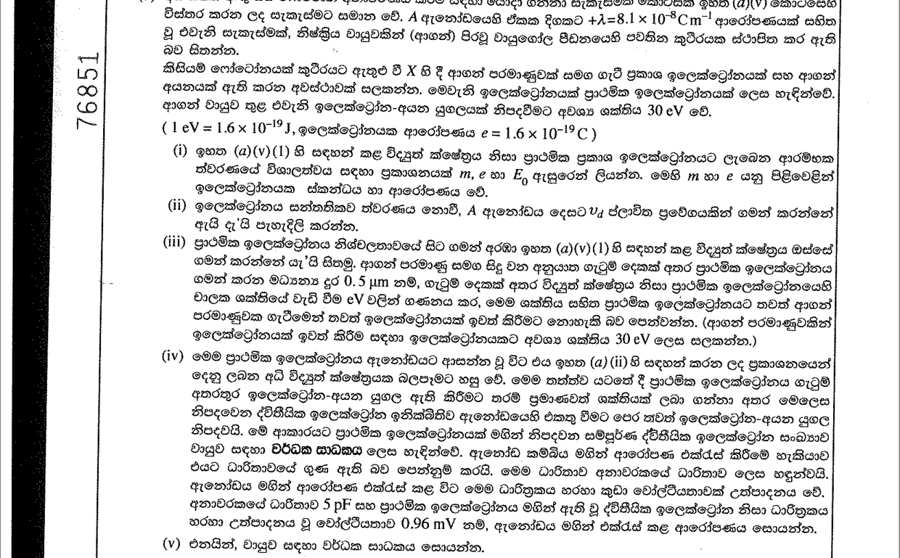 විස්තර කරන ලද සැකැස්මට සමාන වේ. A ඇනෝඩයෙහි ඒකක දිගකට +λ=8.1 × 10⁻⁸ C m⁻¹ ආරෝපණයක් සහිත
වූ එවැනි සැකැස්මක්, නිෂ්ක්‍රීය වායුවකින් (ආගන්) පිරවූ වායුගෝල පීඩනයෙහි පවතින කුටීරයක ස්ථාපිත කර ඇති
බව සිතන්න.
කිසියම් ෆෝටෝනයක් කුටීරයට ඇතුළු වී X හි දී ආගන් පරමාණුවක් සමග ගැටී ප්‍රකාශ ඉලෙක්ට්‍රෝනයක් සහ ආගන්
අයනයක් ඇති කරන අවස්ථාවක් සලකන්න. මෙවැනි ඉලෙක්ට්‍රෝනයක් ප්‍රාථමික ඉලෙක්ට්‍රෝනයක් ලෙස හැඳින්වේ.
ආගන් වායුව තුළ එවැනි ඉලෙක්ට්‍රෝන-අයන යුගලයක් නිපදවීමට අවශ්‍ය ශක්තිය 30 eV වේ.
( 1 eV = 1.6 × 10⁻¹⁹ J, ඉලෙක්ට්‍රෝනයක ආරෝපණය e = 1.6 × 10⁻¹⁹ C )
(i) ඉහත (a)(v)(1) හි සඳහන් කළ විද්‍යුත් ක්ෂේත්‍රය නිසා ප්‍රාථමික ප්‍රකාශ ඉලෙක්ට්‍රෝනයට ලැබෙන ආරම්භක
ත්වරණයේ විශාලත්වය සඳහා ප්‍රකාශනයක් m, e හා E₀ ඇසුරෙන් ලියන්න. මෙහි m හා e යනු පිළිවෙළින්
ඉලෙක්ට්‍රෝනයක ස්කන්ධය හා ආරෝපණය වේ.
(ii) ඉලෙක්ට්‍රෝනය සන්තතිකව ත්වරණය නොවී, A ඇනෝඩය දෙසට v_d ප්ලාවිත ප්‍රවේගයකින් ගමන් කරන්නේ
ඇයි දැ'යි පැහැදිලි කරන්න.
(iii) ප්‍රාථමික ඉලෙක්ට්‍රෝනය නිශ්චලතාවයේ සිට ගමන් අරඹා ඉහත (a)(v)(1) හි සඳහන් කළ විද්‍යුත් ක්ෂේත්‍රය ඔස්සේ
ගමන් කරන්නේ යැ'යි සිතමු. ආගන් පරමාණු සමග සිදු වන අනුයාත ගැටුම් දෙකක් අතර ප්‍රාථමික ඉලෙක්ට්‍රෝනය
ගමන් කරන මධ්‍යන්‍ය දුර 0.5 μm නම්, ගැටුම් දෙකක් අතර විද්‍යුත් ක්ෂේත්‍රය නිසා ප්‍රාථමික ඉලෙක්ට්‍රෝනයෙහි
චාලක ශක්තියේ වැඩි වීම eV වලින් ගණනය කර, මෙම ශක්තිය සහිත ප්‍රාථමික ඉලෙක්ට්‍රෝනයට තවත් ආගන්
පරමාණුවක ගැටීමෙන් තවත් ඉලෙක්ට්‍රෝනයක් ඉවත් කිරීමට නොහැකි බව පෙන්වන්න. (ආගන් පරමාණුවකින්
ඉලෙක්ට්‍රෝනයක් ඉවත් කිරීම සඳහා ඉලෙක්ට්‍රෝනයකට අවශ්‍ය ශක්තිය 30 eV ලෙස සලකන්න.)
(iv) මෙම ප්‍රාථමික ඉලෙක්ට්‍රෝනය ඇනෝඩයට ආසන්න වූ විට එය ඉහත (a)(ii) හි සඳහන් කරන ලද ප්‍රකාශනයෙන්
දෙනු ලබන අධි විද්‍යුත් ක්ෂේත්‍රයක බලපෑමට හසු වේ. මෙම තත්ත්ව යටතේ දී ප්‍රාථමික ඉලෙක්ට්‍රෝනය ගැටුම්
අතරතුර ඉලෙක්ට්‍රෝන-අයන යුගල ඇති කිරීමට තරම් ප්‍රමාණවත් ශක්තියක් ලබා ගන්නා අතර මෙලෙස
නිපදවෙන ද්විතීයික ඉලෙක්ට්‍රෝන ඉනික්බිතිව ඇනෝඩයෙහි එකතු වීමට පෙර තවත් ඉලෙක්ට්‍රෝන-අයන යුගල
නිපදවයි. මේ ආකාරයට ප්‍රාථමික ඉලෙක්ට්‍රෝනයක් මගින් නිපදවන සම්පූර්ණ ද්විතීයික ඉලෙක්ට්‍රෝන සංඛ්‍යාව
වායුව සඳහා වර්ධක සාධකය ලෙස හැඳින්වේ. ඇනෝඩ කම්බිය මගින් ආරෝපණ එක්රැස් කිරීමේ හැකියාව
එයට ධාරිතාවයේ ගුණ ඇති බව පෙන්නුම් කරයි. මෙම ධාරිතාව අනාවරකයේ ධාරිතාව ලෙස හඳුන්වයි.
ඇනෝඩය මගින් ආරෝපණ එක්රැස් කළ විට මෙම ධාරිත්‍රකය හරහා කුඩා වෝල්ටීයතාවක් උත්පාදනය වේ.
අනාවරකයේ ධාරිතාව 5 pF සහ ප්‍රාථමික ඉලෙක්ට්‍රෝනය මගින් ඇති වූ ද්විතීයික ඉලෙක්ට්‍රෝන නිසා ධාරිත්‍රකය
හරහා උත්පාදනය වූ වෝල්ටීයතාව 0.96 mV නම්, ඇනෝඩය මගින් එක්රැස් කළ ආරෝපණය සොයන්න.
(v) එනයින්, වායුව සඳහා වර්ධක සාධකය සොයන්න.
76851